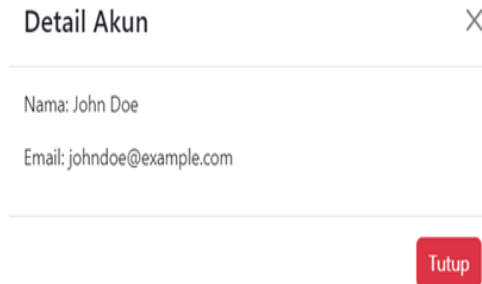 Detail Akun
Nama: John Doe
Email: johndoe@example.com
Tutup